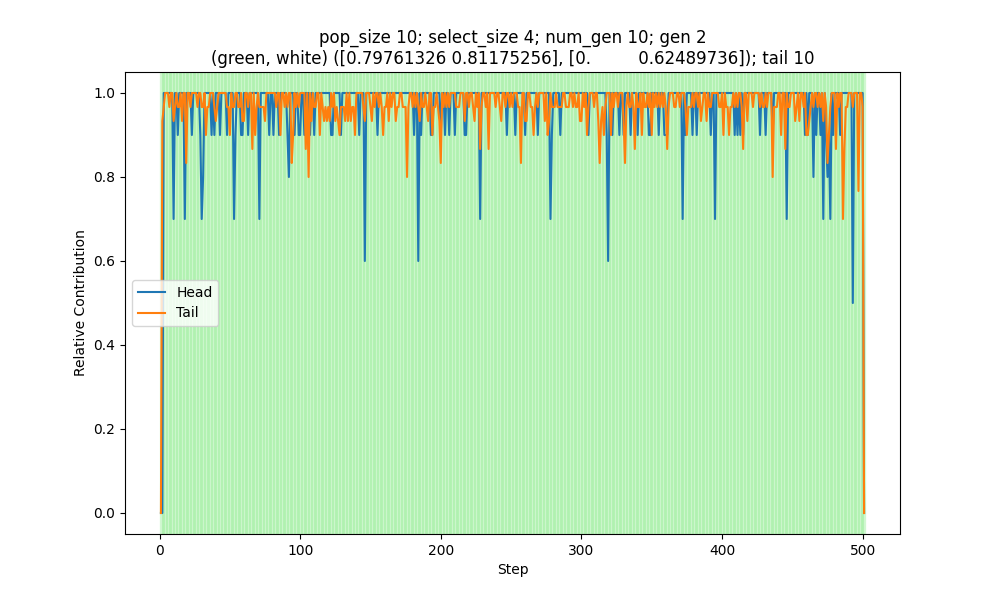 pop_size 10; select_size 4; num_gen 10; gen 2
(green, white) ([0.79761326 0.81175256], [0.         0.62489736]); tail 10
1.0
0.8
0.6
0.4
0.2
0.0
Relative Contribution
Head
Tail
0 100 200 300 400 500
Step